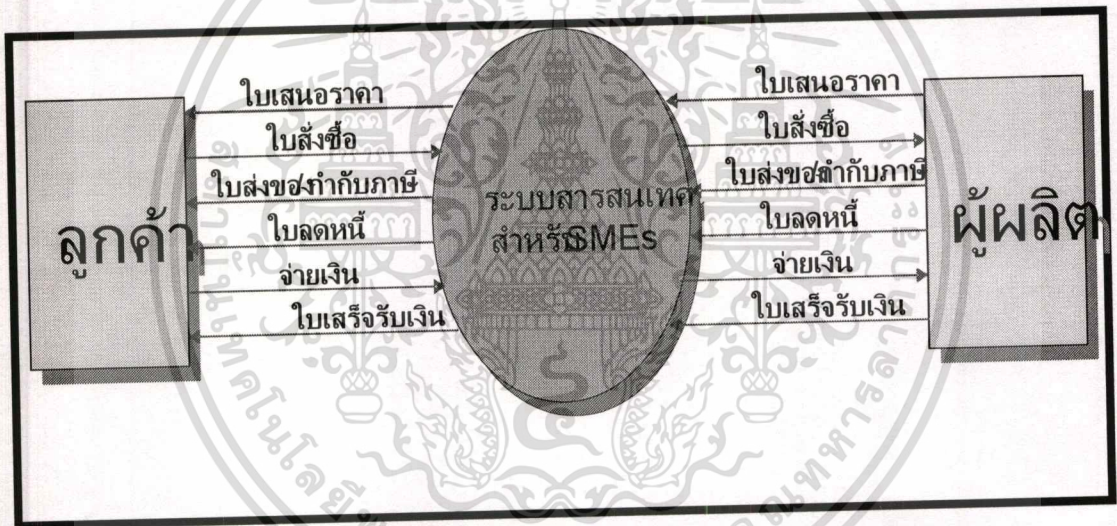 ลูกค้า
ใบเสนอราคา
ใบสั่งซื้อ
ใบส่งของ/กำกับภาษี
ใบลดหนี้
จ่ายเงิน
ใบเสร็จรับเงิน
ระบบสารสนเทศ
สำหรับSMEs
ใบเสนอราคา
ใบสั่งซื้อ
ใบส่งของ/กำกับภาษี
ใบลดหนี้
จ่ายเงิน
ใบเสร็จรับเงิน
ผู้ผลิต